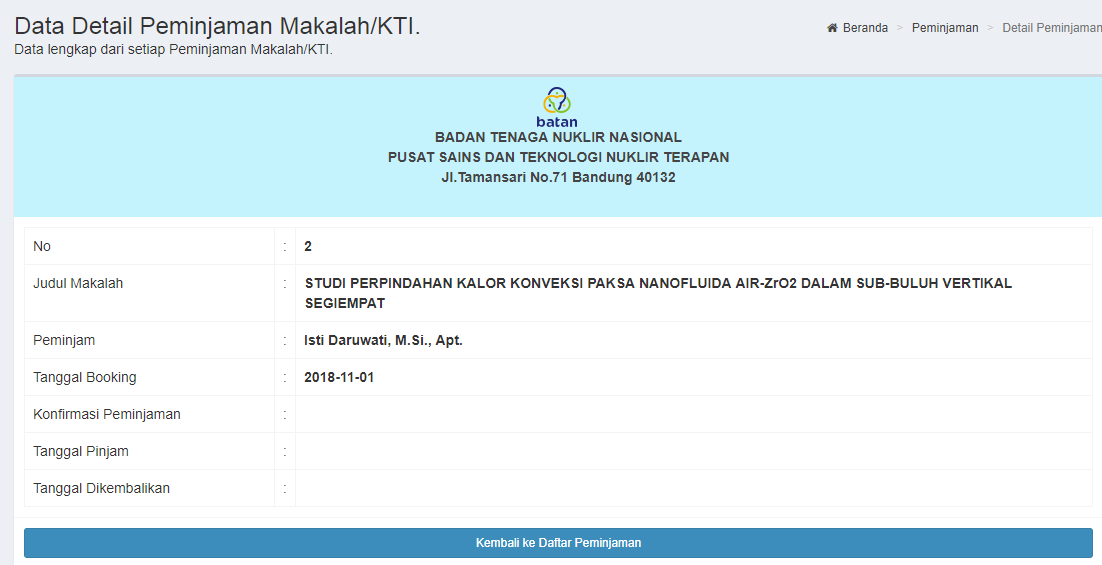 Data Detail Peminjaman Makalah/KTI.
Data lengkap dari setiap Peminjaman Makalah/KTI.
Beranda > Peminjaman > Detail Peminjaman
batan
BADAN TENAGA NUKLIR NASIONAL
PUSAT SAINS DAN TEKNOLOGI NUKLIR TERAPAN
Jl.Tamansari No.71 Bandung 40132
No : 2
Judul Makalah : STUDI PERPINDAHAN KALOR KONVEKSI PAKSA NANOFLUIDA AIR-ZrO2 DALAM SUB-BULUH VERTIKAL
SEGIEMPAT
Peminjam : Isti Daruwati, M.Si., Apt.
Tanggal Booking : 2018-11-01
Konfirmasi Peminjaman :
Tanggal Pinjam :
Tanggal Dikembalikan :
Kembali ke Daftar Peminjaman